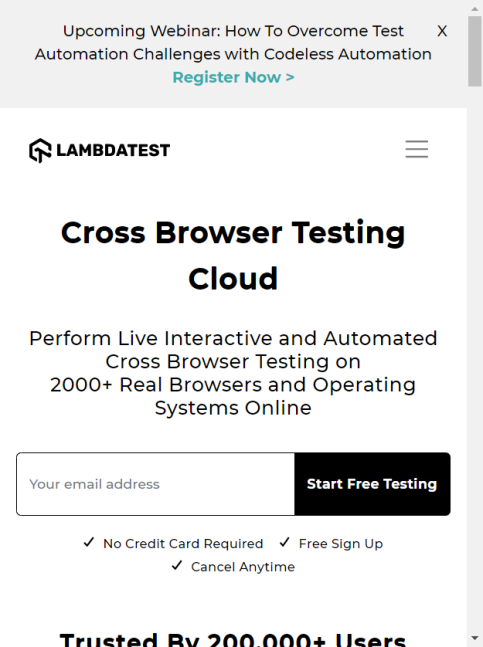 Upcoming Webinar: How To Overcome Test
X
Automation Challenges with Codeless Automation
Register Now >
LAMBDATEST
Cross Browser Testing
Cloud
Perform Live Interactive and Automated
Cross Browser Testing on
2000+ Real Browsers and Operating
Systems Online
Your email address
Start Free Testing
✓ No Credit Card Required ✓ Free Sign Up
✓ Cancel Anytime
Trusted By 200,000+ Users